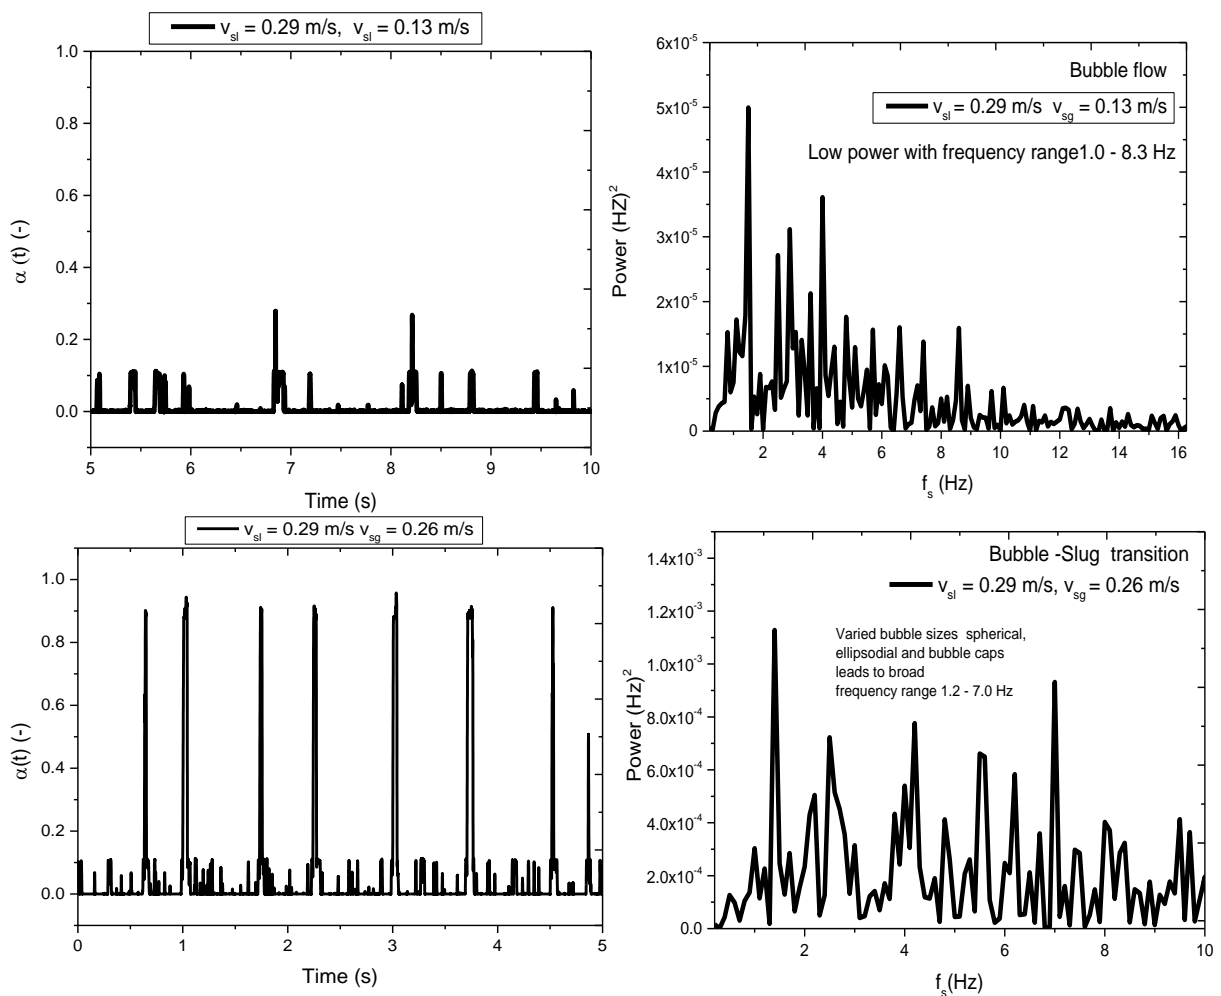 v_sl = 0.29 m/s, v_sl = 0.13 m/s
1.0
0.8
0.6
0.4
0.2
0.0
α (t) (-)
5 6 7 8 9 10
Time (s)
6x10^-5
5x10^-5
4x10^-5
3x10^-5
2x10^-5
1x10^-5
0
Power (HZ)^2
Bubble flow
v_sl = 0.29 m/s v_sg = 0.13 m/s
Low power with frequency range1.0 - 8.3 Hz
2 4 6 8 10 12 14 16
f_s (Hz)
v_sl = 0.29 m/s v_sg = 0.26 m/s
1.0
0.8
0.6
0.4
0.2
0.0
α(t) (-)
0 1 2 3 4 5
Time (s)
1.4x10^-3
1.2x10^-3
1.0x10^-3
8.0x10^-4
6.0x10^-4
4.0x10^-4
2.0x10^-4
0.0
Power (Hz)^2
Bubble -Slug transition
v_sl = 0.29 m/s, v_sg = 0.26 m/s
Varied bubble sizes spherical,
ellipsodial and bubble caps
leads to broad
frequency range 1.2 - 7.0 Hz
2 4 6 8 10
f_s(Hz)